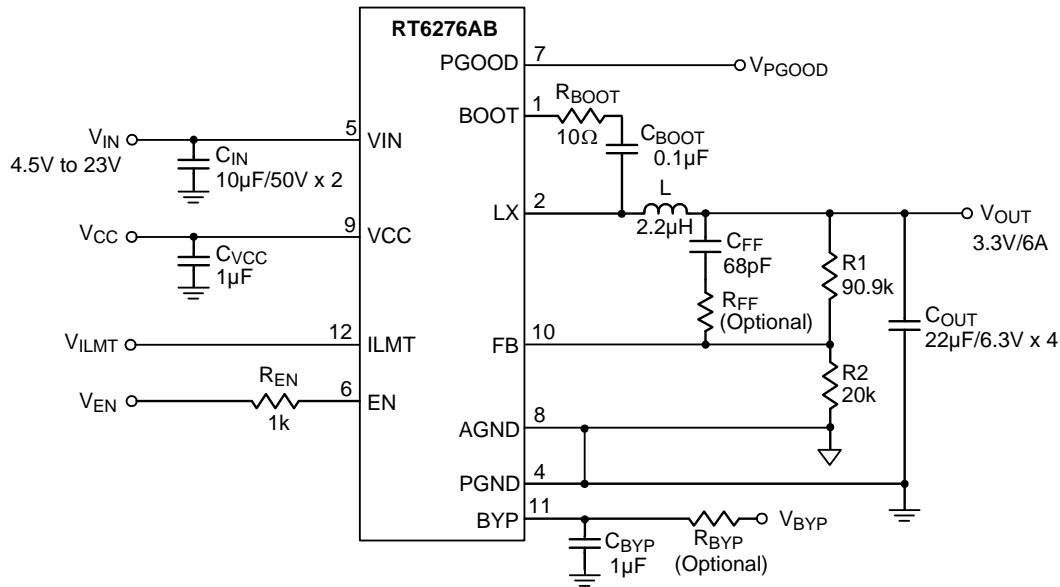 RT6276AB
PGOOD
7
VPGOOD
BOOT
1
RBOOT
10Ω
CBOOT
0.1µF
VIN
4.5V to 23V
5
VIN
CIN
10µF/50V x 2
LX
2
L
2.2µH
VOUT
3.3V/6A
VCC
9
VCC
CVCC
1µF
CFF
68pF
R1
90.9k
RFF
(Optional)
COUT
22µF/6.3V x 4
VILMT
12
ILMT
FB
10
R2
20k
VEN
REN
1k
6
EN
AGND
8
PGND
4
BYP
11
CBYP
1µF
RBYP
(Optional)
VBYP